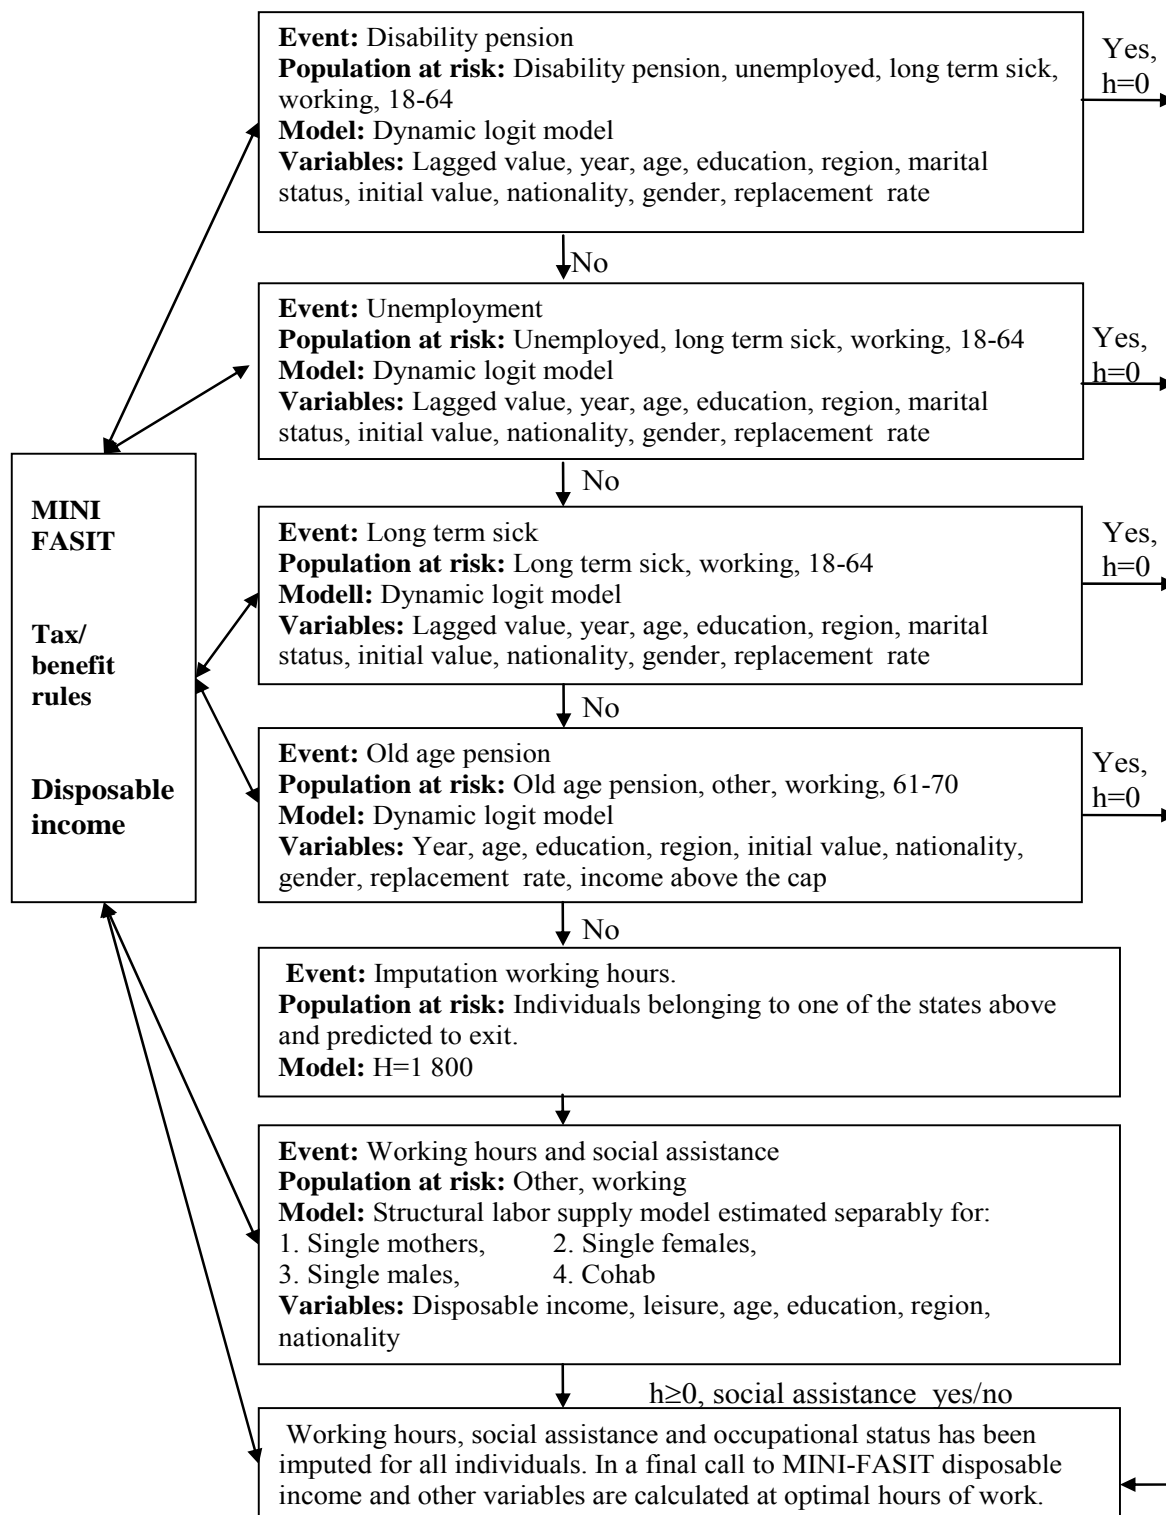 Event: Disability pension
Population at risk: Disability pension, unemployed, long term sick,
working, 18-64
Model: Dynamic logit model
Variables: Lagged value, year, age, education, region, marital
status, initial value, nationality, gender, replacement rate
Yes,
h=0
No
Event: Unemployment
Population at risk: Unemployed, long term sick, working, 18-64
Model: Dynamic logit model
Variables: Lagged value, year, age, education, region, marital
status, initial value, nationality, gender, replacement rate
Yes,
h=0
No
MINI
FASIT
Tax/
benefit
rules
Disposable
income
Event: Long term sick
Population at risk: Long term sick, working, 18-64
Modell: Dynamic logit model
Variables: Lagged value, year, age, education, region, marital
status, initial value, nationality, gender, replacement rate
Yes,
h=0
No
Event: Old age pension
Population at risk: Old age pension, other, working, 61-70
Model: Dynamic logit model
Variables: Year, age, education, region, initial value, nationality,
gender, replacement rate, income above the cap
Yes,
h=0
No
Event: Imputation working hours.
Population at risk: Individuals belonging to one of the states above
and predicted to exit.
Model: H=1 800
Event: Working hours and social assistance
Population at risk: Other, working
Model: Structural labor supply model estimated separably for:
1. Single mothers, 2. Single females,
3. Single males, 4. Cohab
Variables: Disposable income, leisure, age, education, region,
nationality
h≥0, social assistance yes/no
Working hours, social assistance and occupational status has been
imputed for all individuals. In a final call to MINI-FASIT disposable
income and other variables are calculated at optimal hours of work.